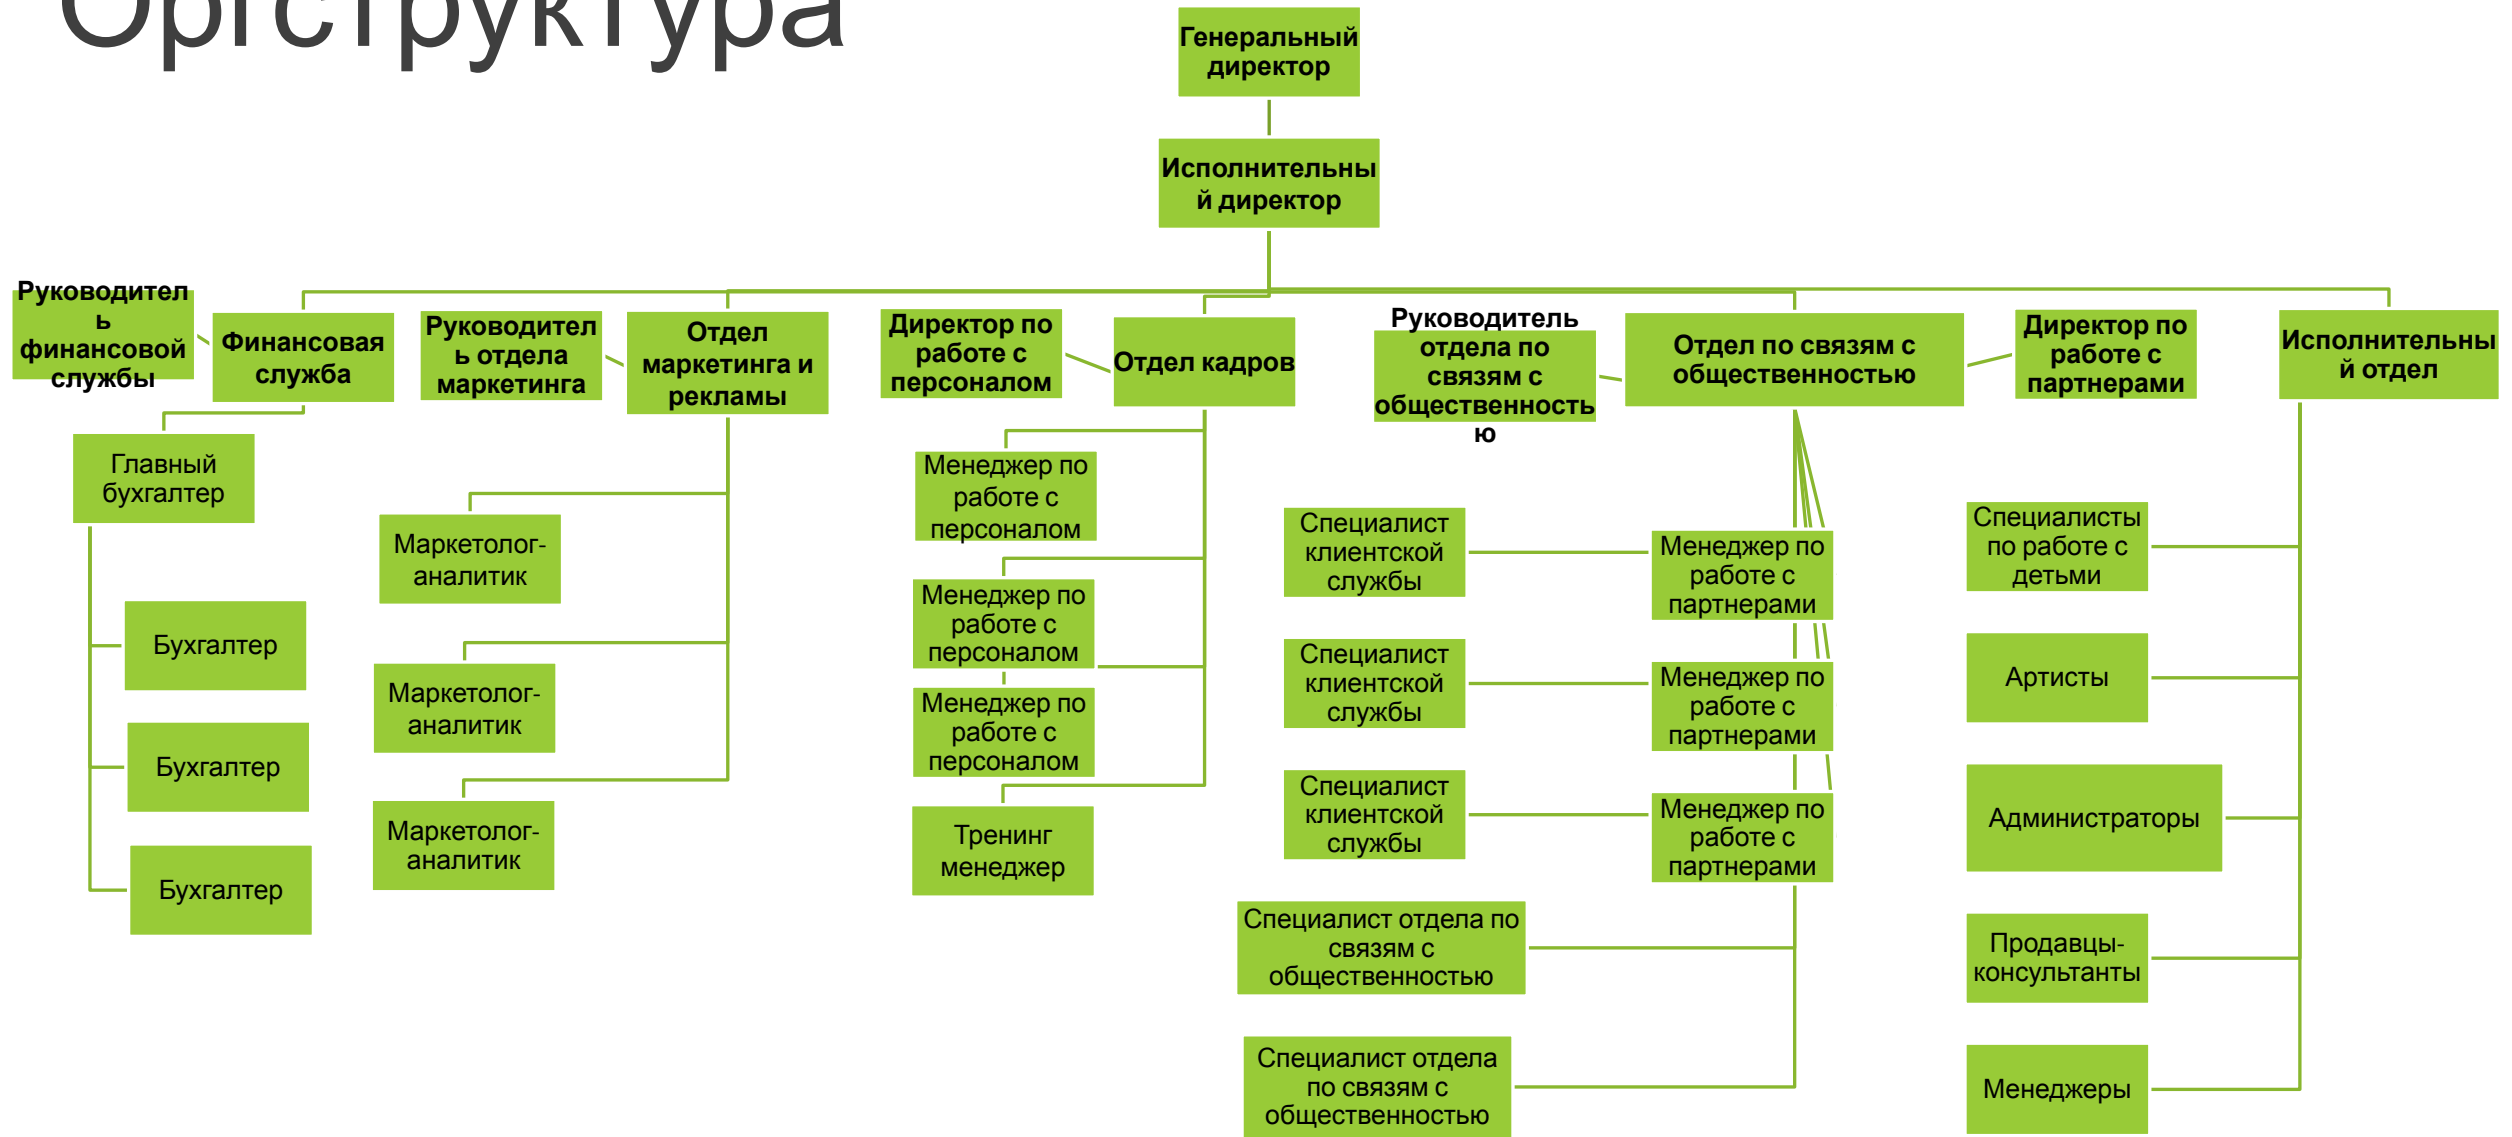 Оргструктура
Генеральный
директор
Исполнительны
й директор
Руководител
ь
финансовой
службы
Финансовая
служба
Руководител
ь отдела
маркетинга
Отдел
маркетинга и
рекламы
Директор по
работе с
персоналом
Отдел кадров
Руководитель
отдела по
связям с
общественность
ю
Отдел по связям с
общественностью
Директор по
работе с
партнерами
Исполнительны
й отдел
Главный
бухгалтер
Бухгалтер
Бухгалтер
Бухгалтер
Маркетолог-
аналитик
Маркетолог-
аналитик
Маркетолог-
аналитик
Менеджер по
работе с
персоналом
Менеджер по
работе с
персоналом
Менеджер по
работе с
персоналом
Тренинг
менеджер
Специалист
клиентской
службы
Специалист
клиентской
службы
Специалист
клиентской
службы
Специалист отдела по
связям с
общественностью
Специалист отдела
по связям с
общественностью
Менеджер по
работе с
партнерами
Менеджер по
работе с
партнерами
Менеджер по
работе с
партнерами
Специалисты
по работе с
детьми
Артисты
Администраторы
Продавцы-
консультанты
Менеджеры